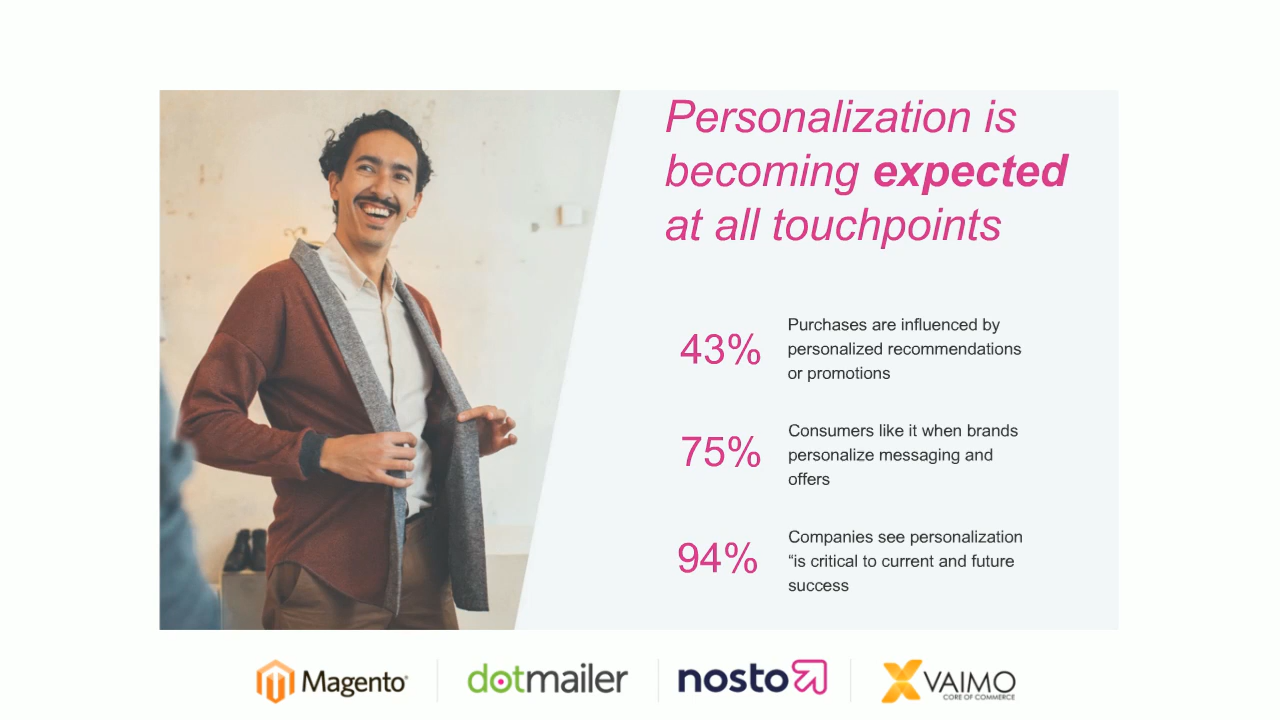 Personalization is
becoming expected
at all touchpoints
43%
Purchases are influenced by
personalized recommendations
or promotions
75%
Consumers like it when brands
personalize messaging and
offers
94%
Companies see personalization
“is critical to current and future
success
Magento®
dotmailer
nosto
VAIMO
CORE OF COMMERCE